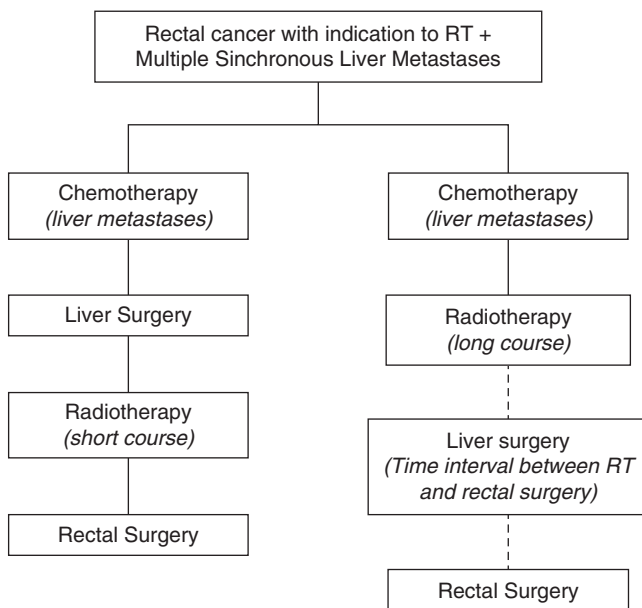 Rectal cancer with indication to RT +
Multiple Sinchronous Liver Metastases
Chemotherapy
(liver metastases)
Liver Surgery
Radiotherapy
(short course)
Rectal Surgery
Chemotherapy
(liver metastases)
Radiotherapy
(long course)
Liver surgery
(Time interval between RT
and rectal surgery)
Rectal Surgery